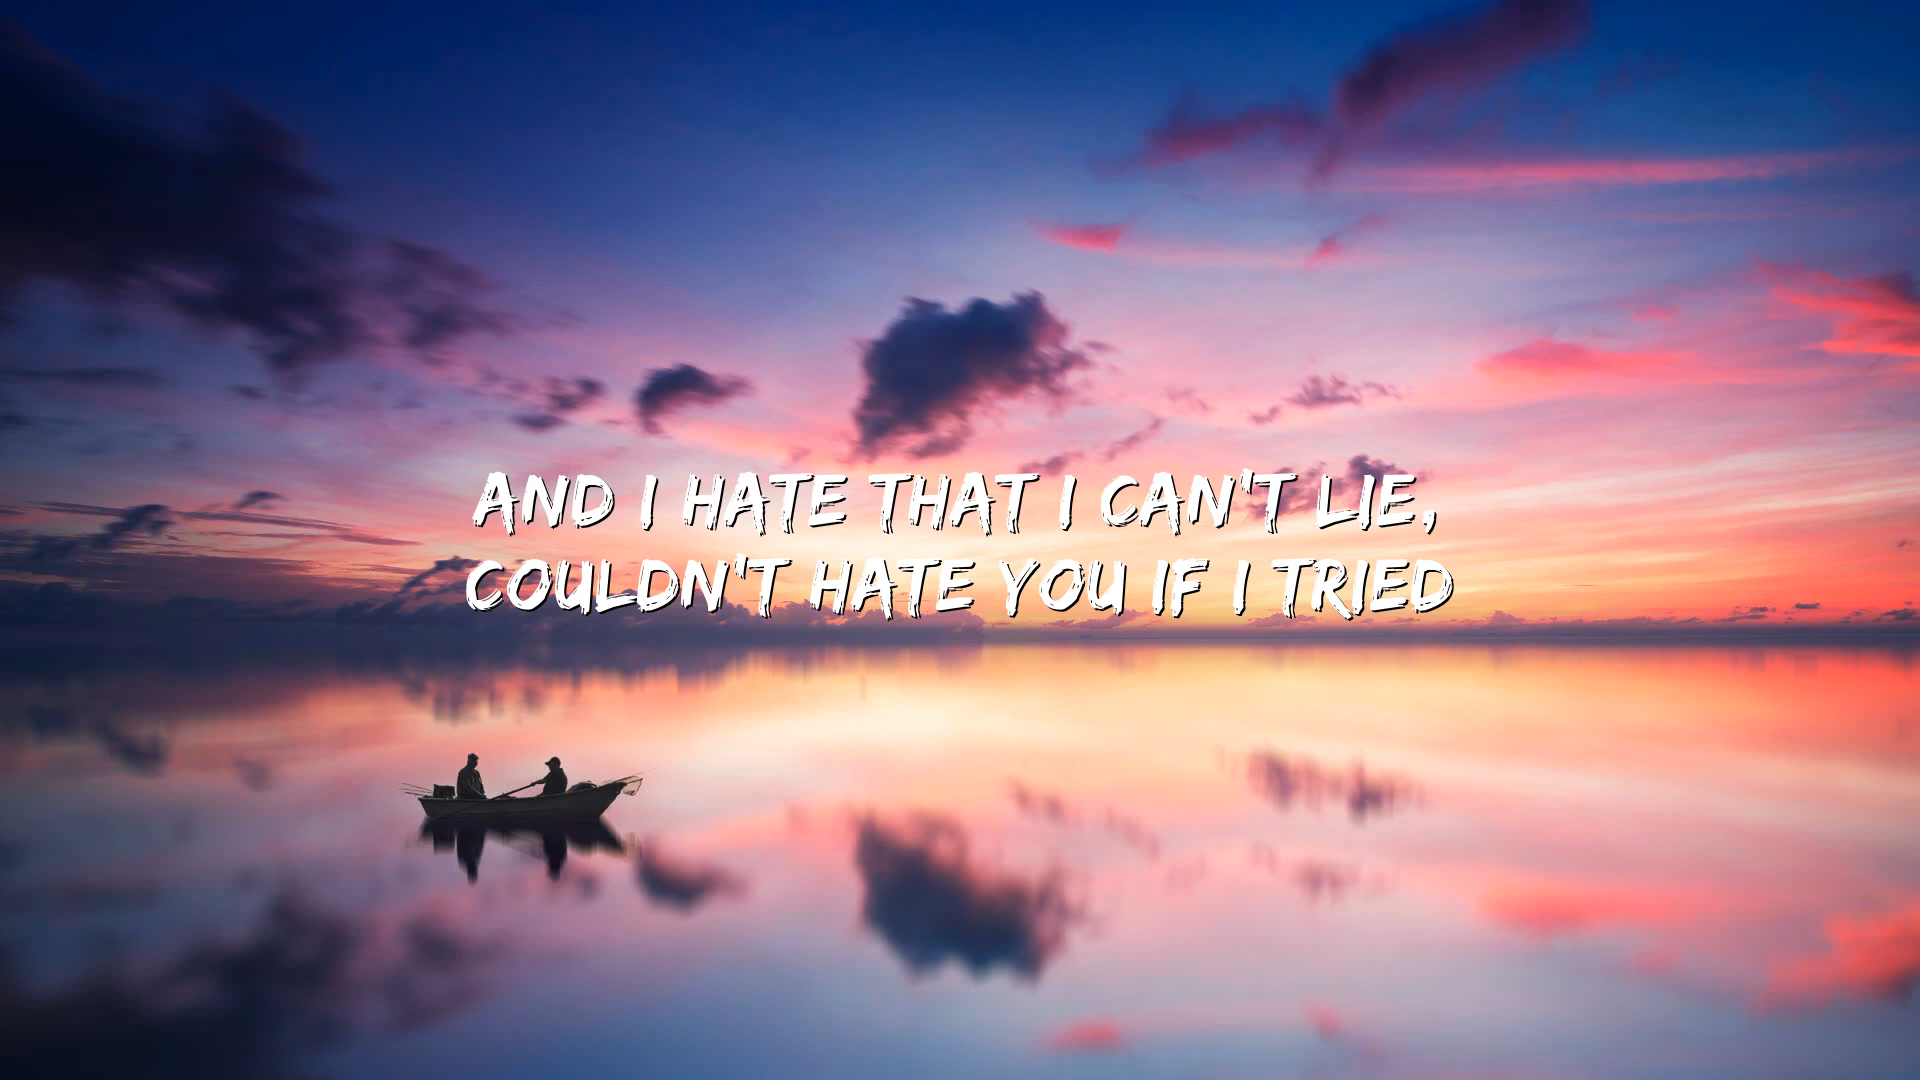 AND I HATE THAT I CAN'T LIE,
COULDN'T HATE YOU IF I TRIED